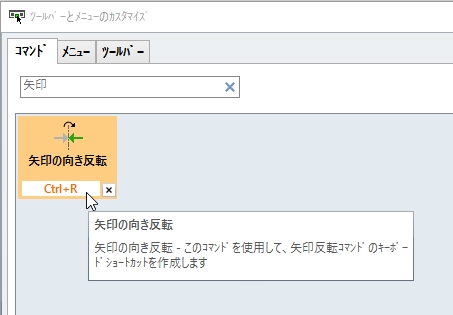 ﾂｰﾙﾊﾞｰとﾒﾆｭｰのｶｽﾀﾏｲｽﾞ
ｺﾏﾝﾄﾞ ﾒﾆｭｰ ﾂｰﾙﾊﾞｰ
矢印
矢印の向き反転
Ctrl+R
矢印の向き反転
矢印の向き反転 - このｺﾏﾝﾄﾞを使用して、矢印反転ｺﾏﾝﾄﾞのｷｰﾎﾞｰ
ﾄﾞｼｮｰﾄｶｯﾄを作成します